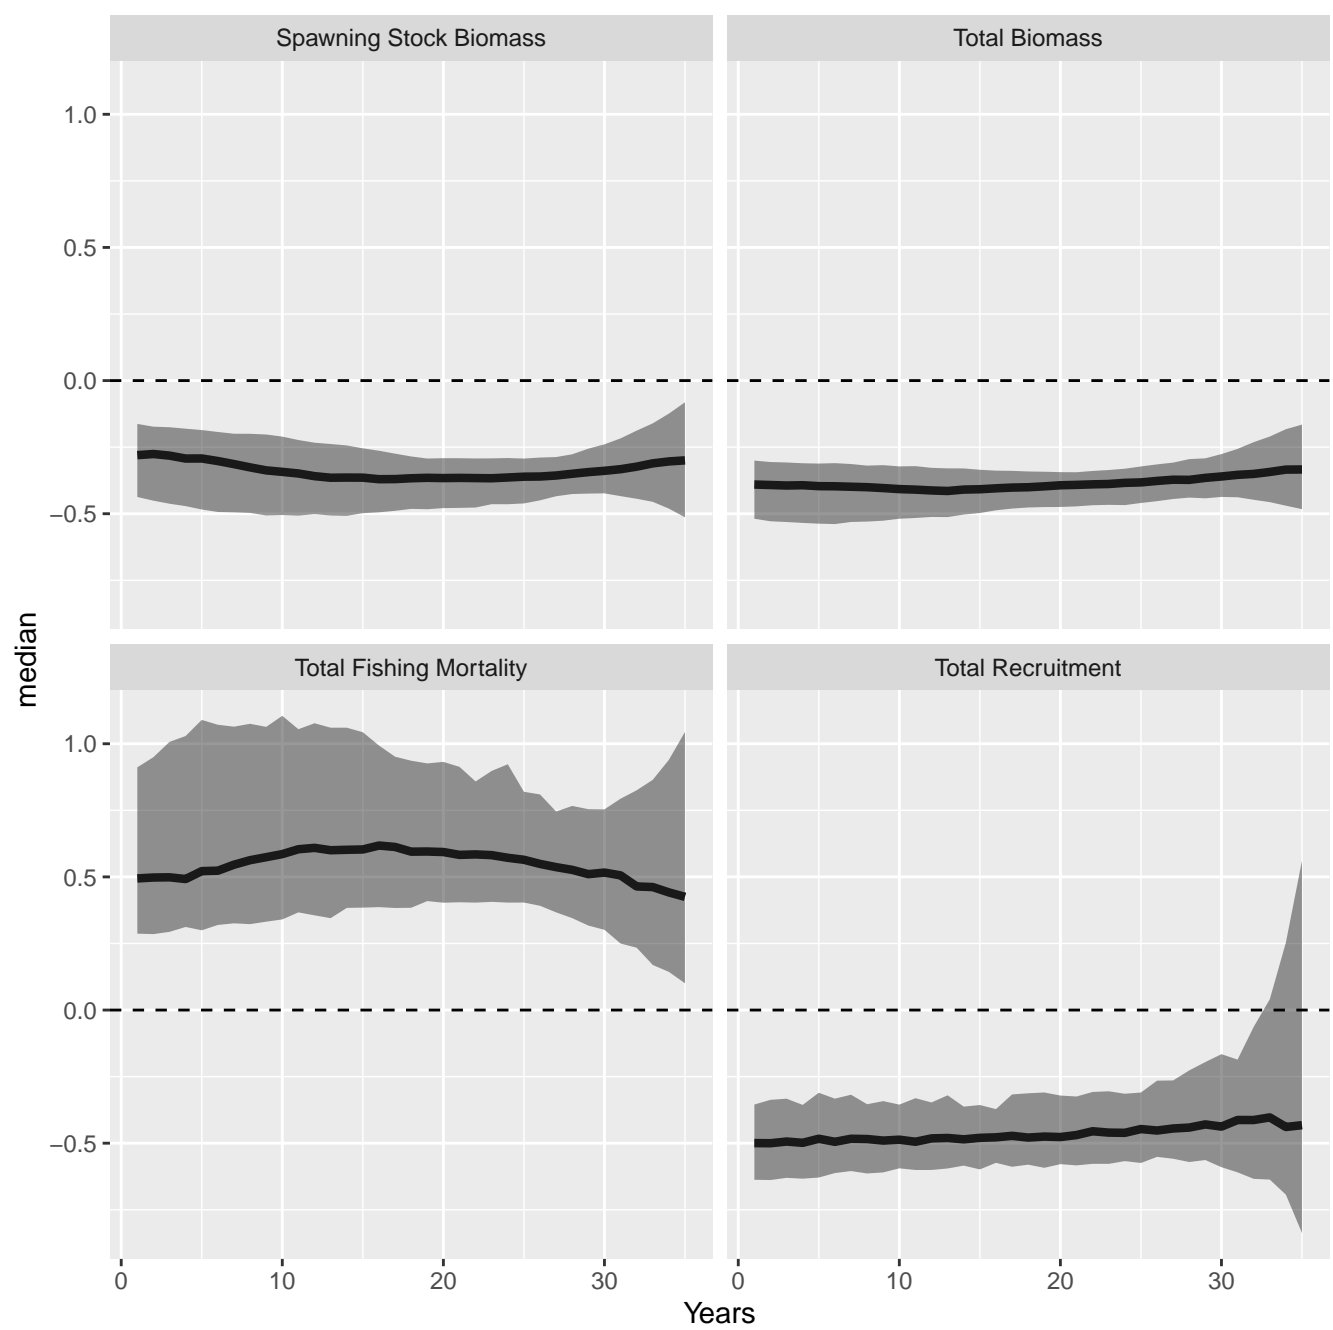 Spawning Stock Biomass
Total Biomass
1.0
0.5
0.0
−0.5
median
Total Fishing Mortality
Total Recruitment
1.0
0.5
0.0
−0.5
0 10 20 30
0 10 20 30
Years